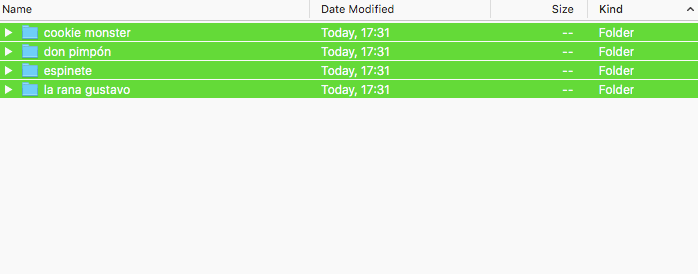 Name Date Modified Size Kind
cookie monster Today, 17:31 -- Folder
don pimpón Today, 17:31 -- Folder
espinete Today, 17:31 -- Folder
la rana gustavo Today, 17:31 -- Folder